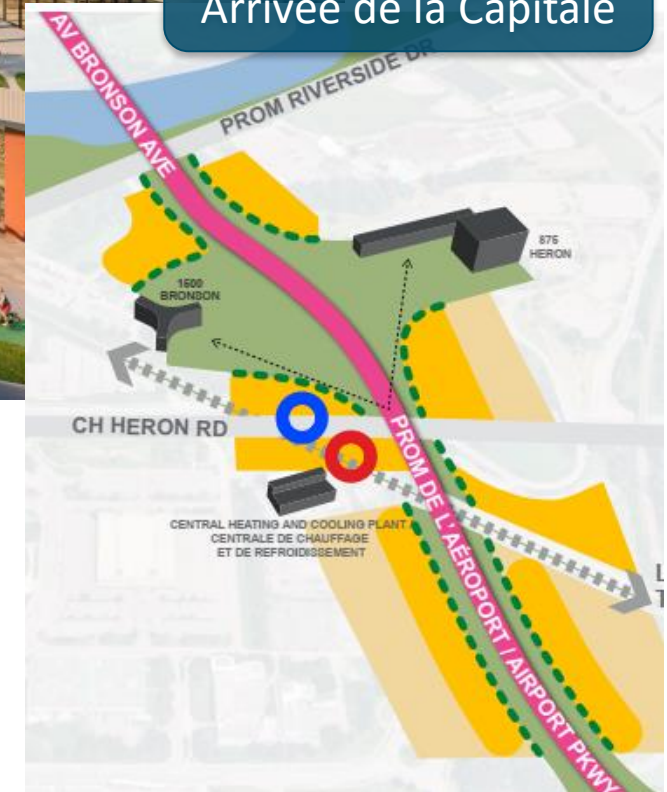 Arrivée de la Capitale
AV BRONSON AVE
PROM RIVERSIDE DR
875
HERON
1500
BRONSON
CH HERON RD
PROM DE L'AÉROPORT / AIRPORT PKWY
CENTRAL HEATING AND COOLING PLANT
CENTRALE DE CHAUFFAGE
ET DE REFROIDISSEMENT
L
T